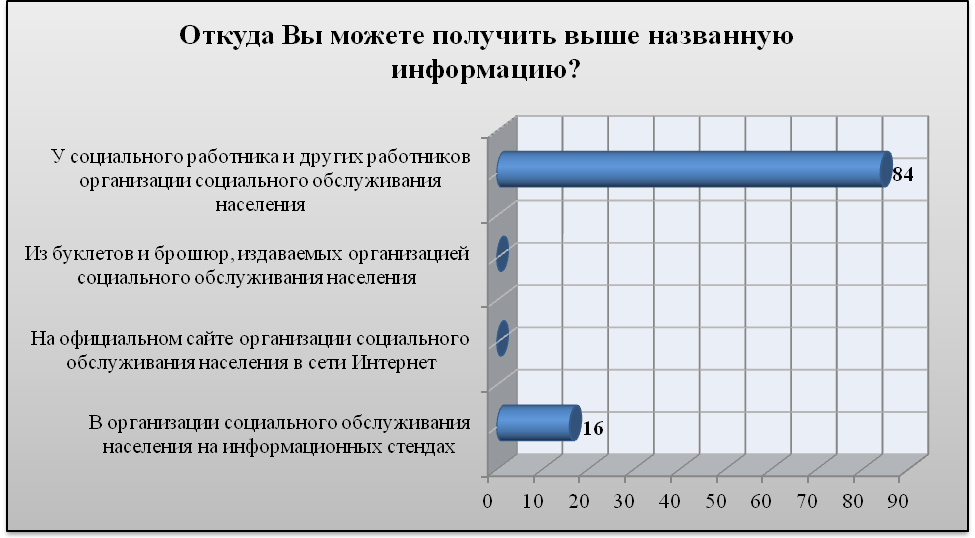 Откуда Вы можете получить выше названную
информацию?
У социального работника и других работников
организации социального обслуживания
населения
84
Из буклетов и брошюр, издаваемых организацией
социального обслуживания населения
На официальном сайте организации социального
обслуживания населения в сети Интернет
В организации социального обслуживания
населения на информационных стендах
16
0 10 20 30 40 50 60 70 80 90